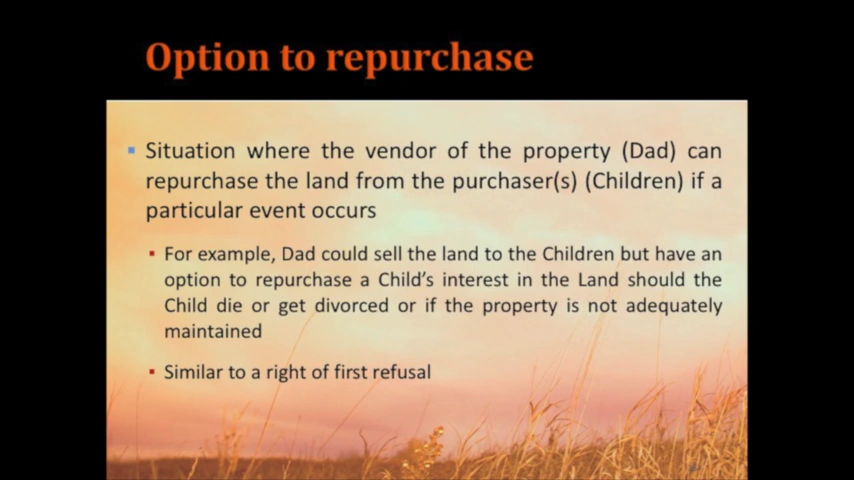 Option to repurchase
Situation where the vendor of the property (Dad) can
repurchase the land from the purchaser(s) (Children) if a
particular event occurs
For example, Dad could sell the land to the Children but have an
option to repurchase a Child's interest in the Land should the
Child die or get divorced or if the property is not adequately
maintained
Similar to a right of first refusal